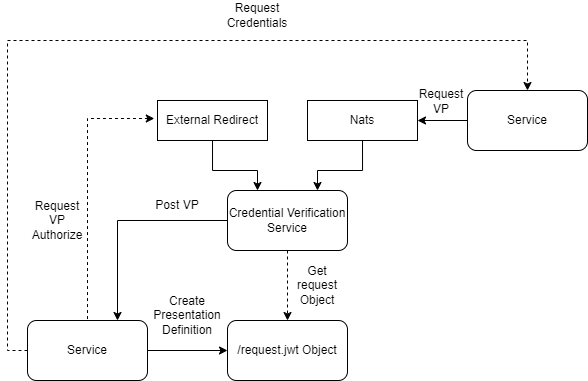 Request
Credentials
Request
VP
External Redirect
Nats
Service
Request
VP
Authorize
Post VP
Credential Verification
Service
Get
request
Object
Create
Presentation
Definition
Service
/request.jwt Object